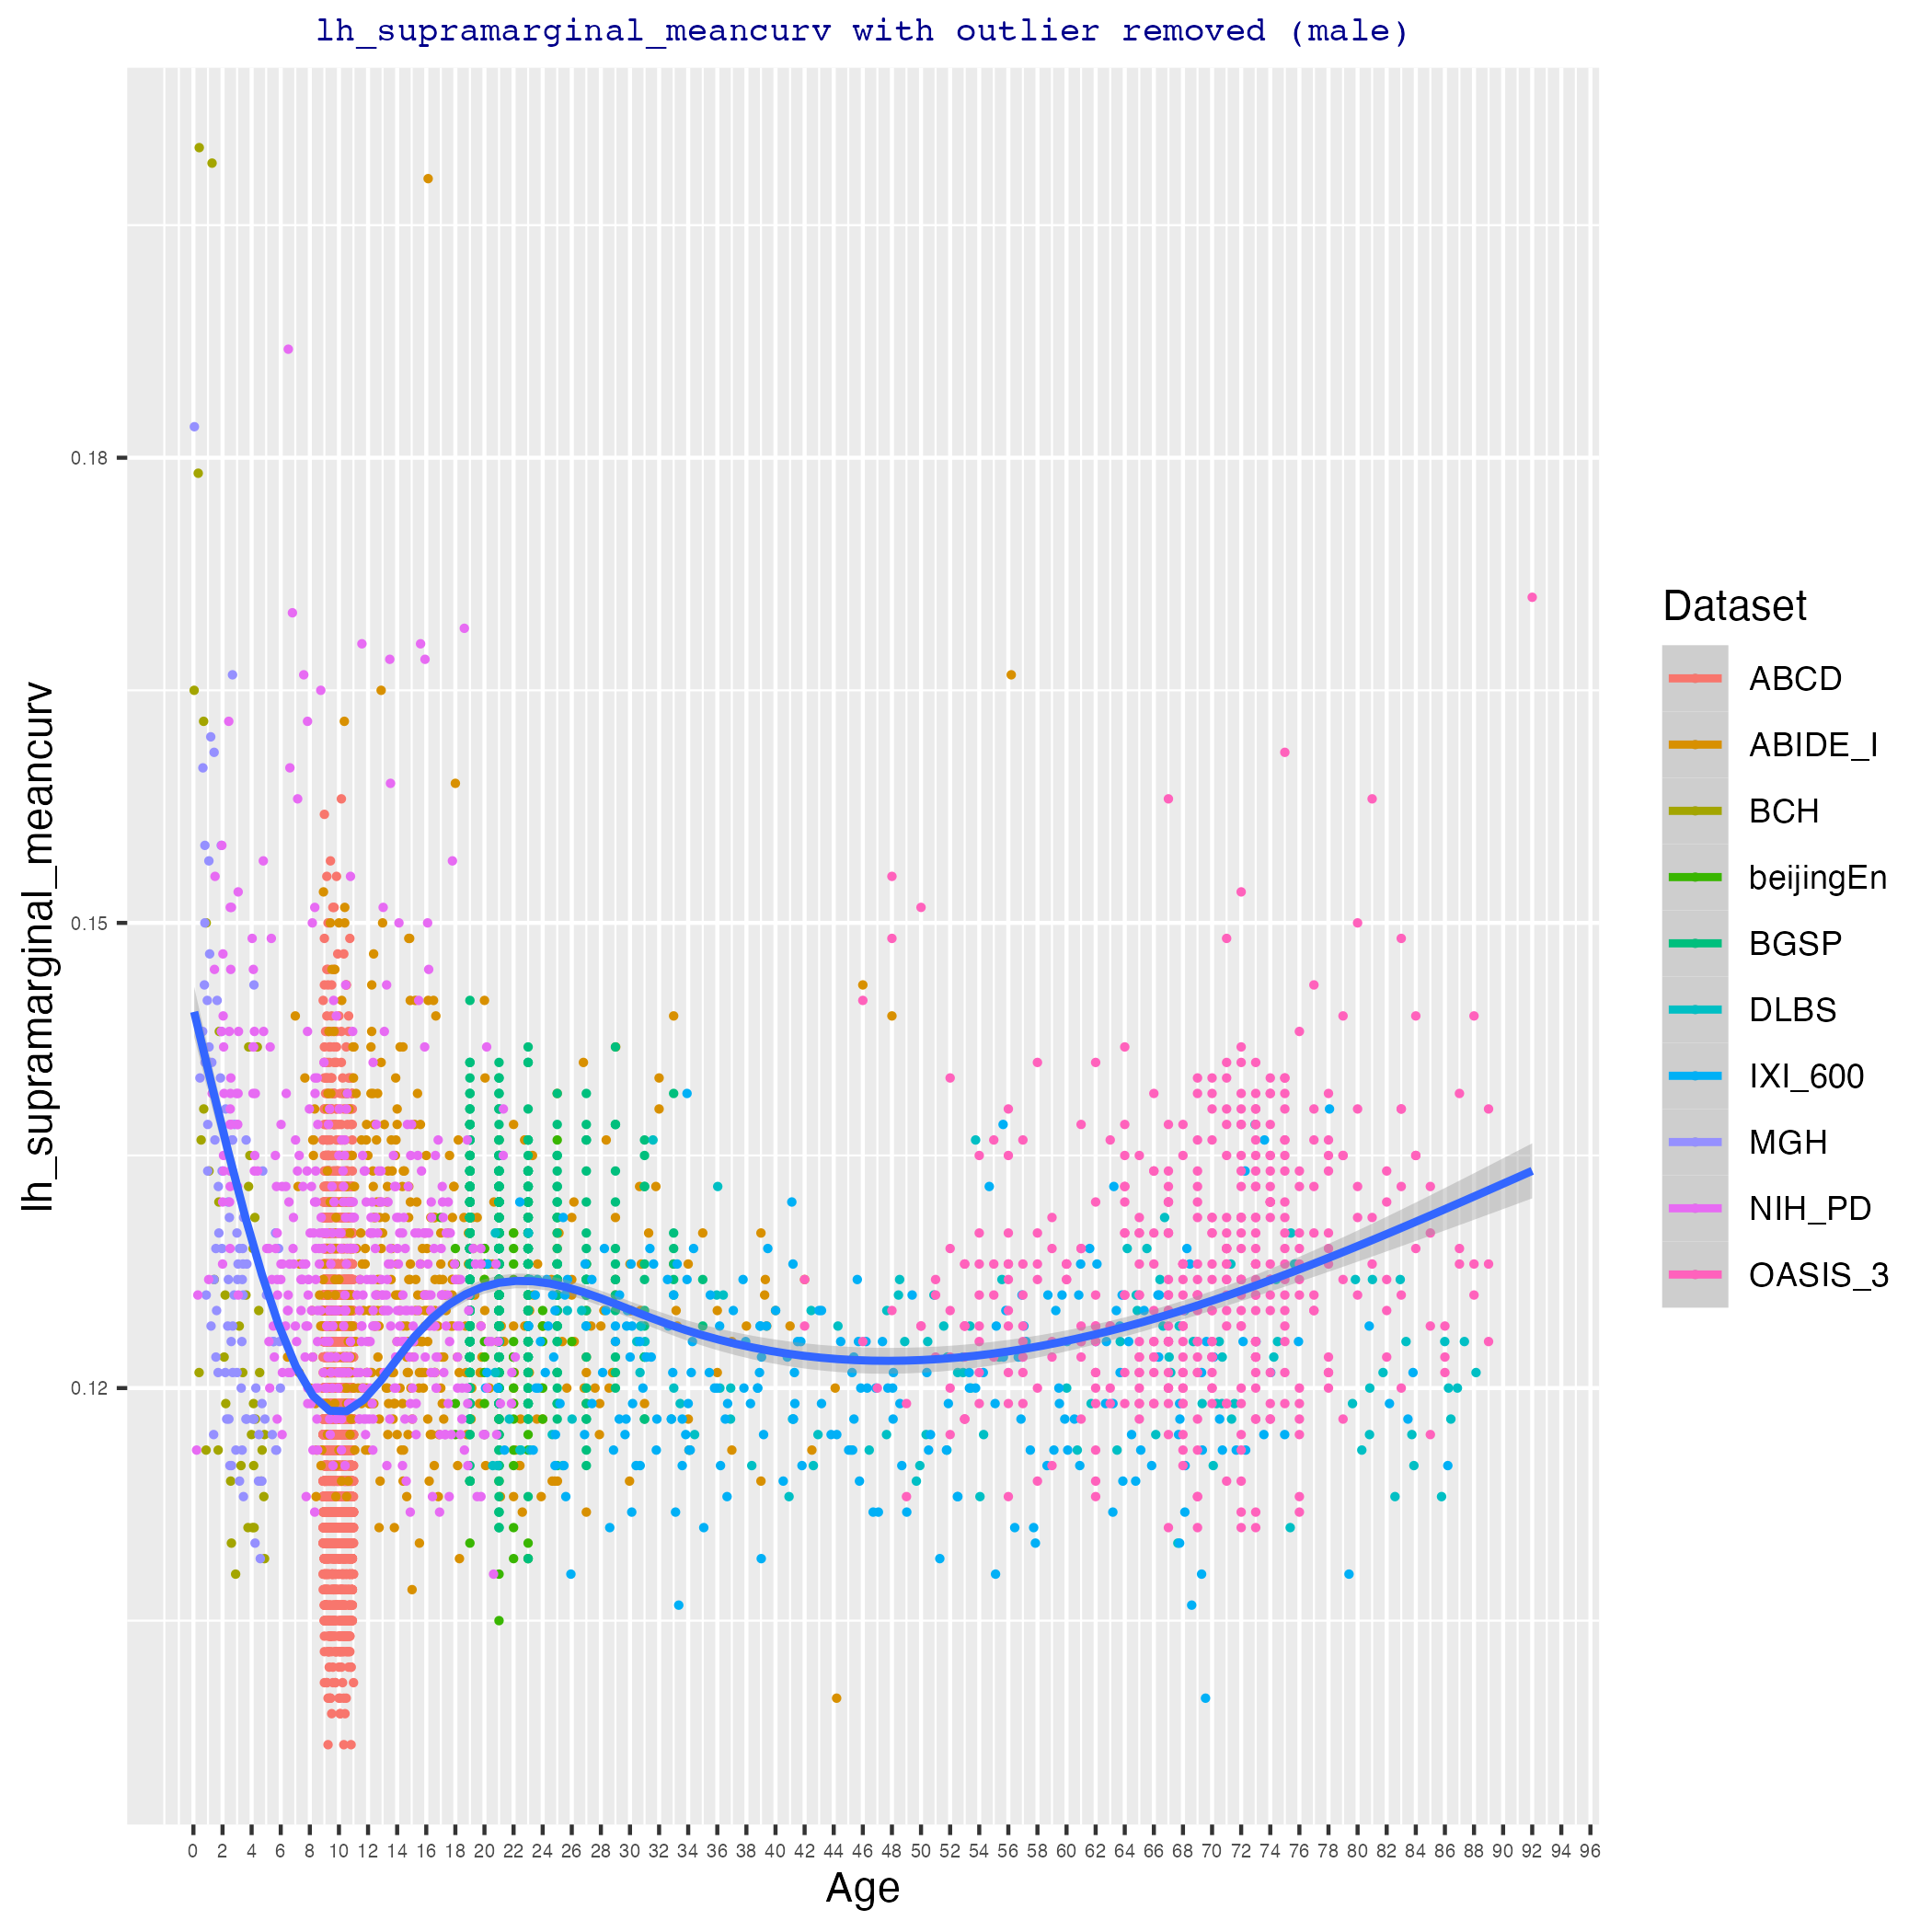 lh_supramarginal_meancurv with outlier removed (male)
lh_supramarginal_meancurv
0.18
0.15
0.12
0 2 4 6 8 10 12 14 16 18 20 22 24 26 28 30 32 34 36 38 40 42 44 46 48 50 52 54 56 58 60 62 64 66 68 70 72 74 76 78 80 82 84 86 88 90 92 94 96
Age
Dataset
ABCD
ABIDE_I
BCH
beijingEn
BGSP
DLBS
IXI_600
MGH
NIH_PD
OASIS_3